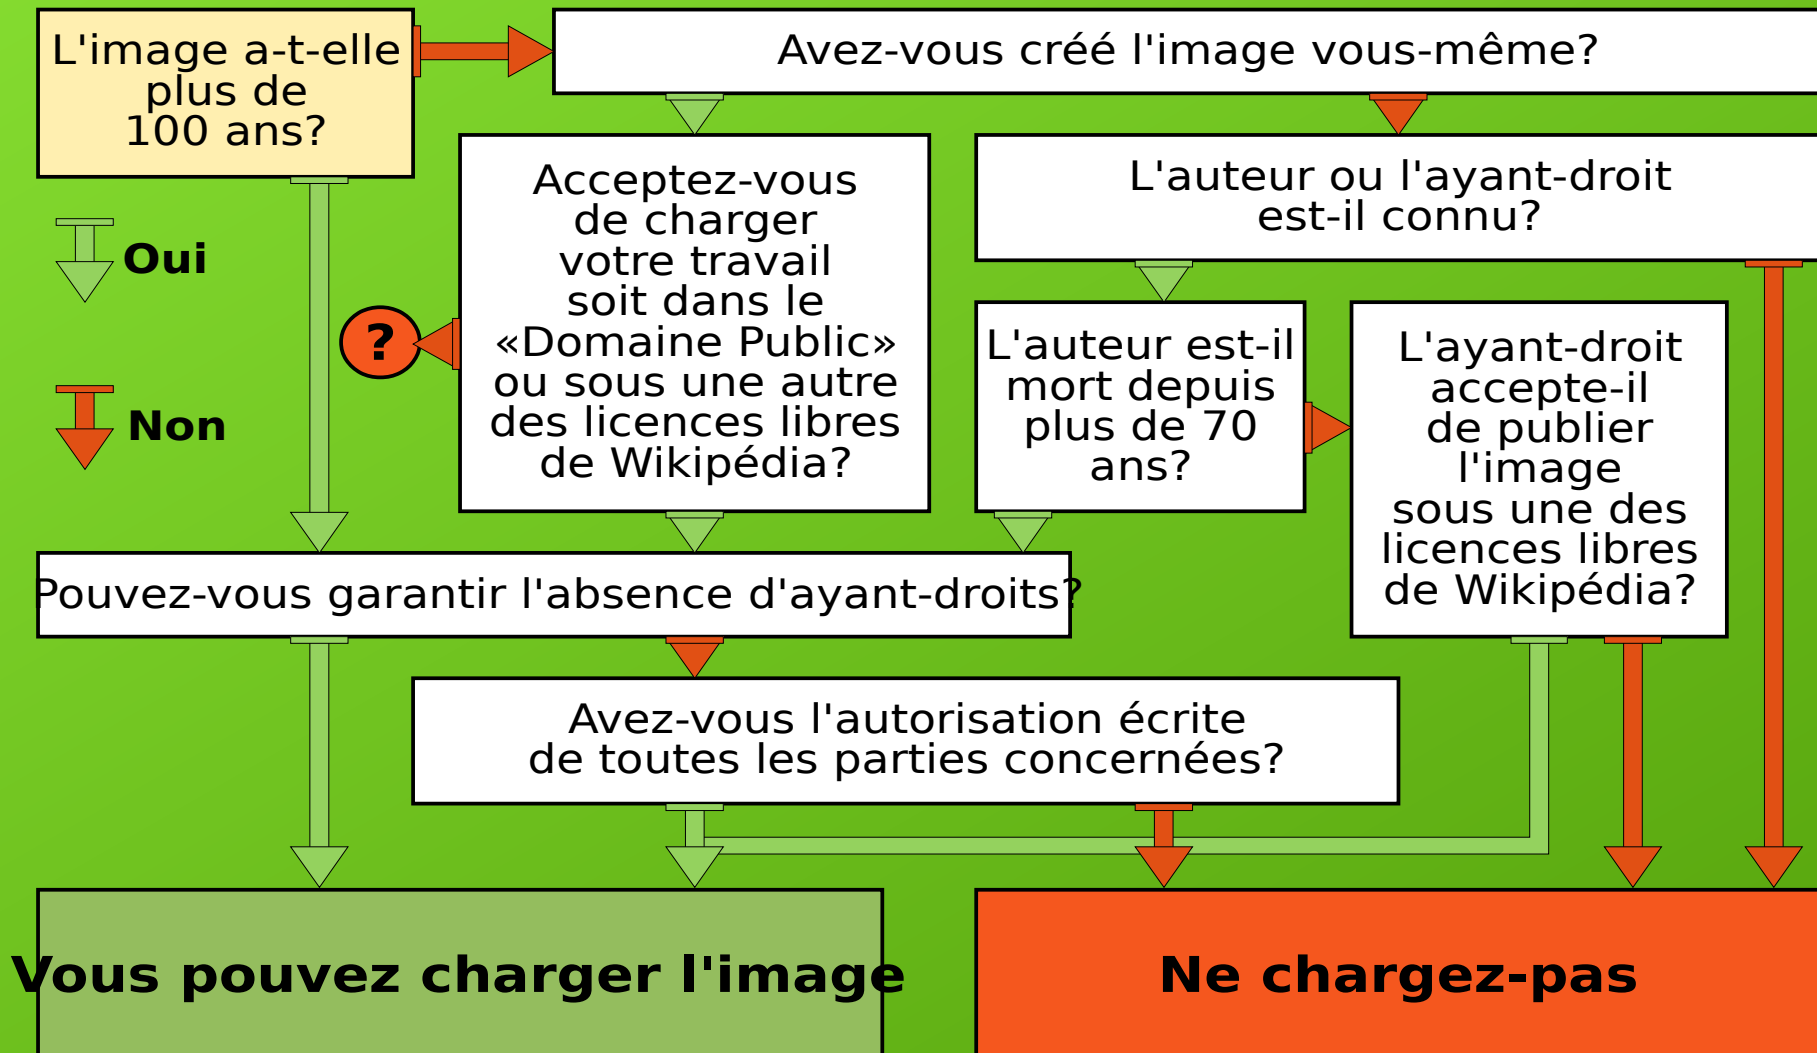 L'image a-t-elle
plus de
100 ans?
Avez-vous créé l'image vous-même?
Acceptez-vous
de charger
votre travail
soit dans le
«Domaine Public»
ou sous une autre
des licences libres
de Wikipédia?
L'auteur ou l'ayant-droit
est-il connu?
Oui
?
Non
L'auteur est-il
mort depuis
plus de 70
ans?
L'ayant-droit
accepte-il
de publier
l'image
sous une des
licences libres
de Wikipédia?
Pouvez-vous garantir l'absence d'ayant-droits?
Avez-vous l'autorisation écrite
de toutes les parties concernées?
Vous pouvez charger l'image
Ne chargez-pas